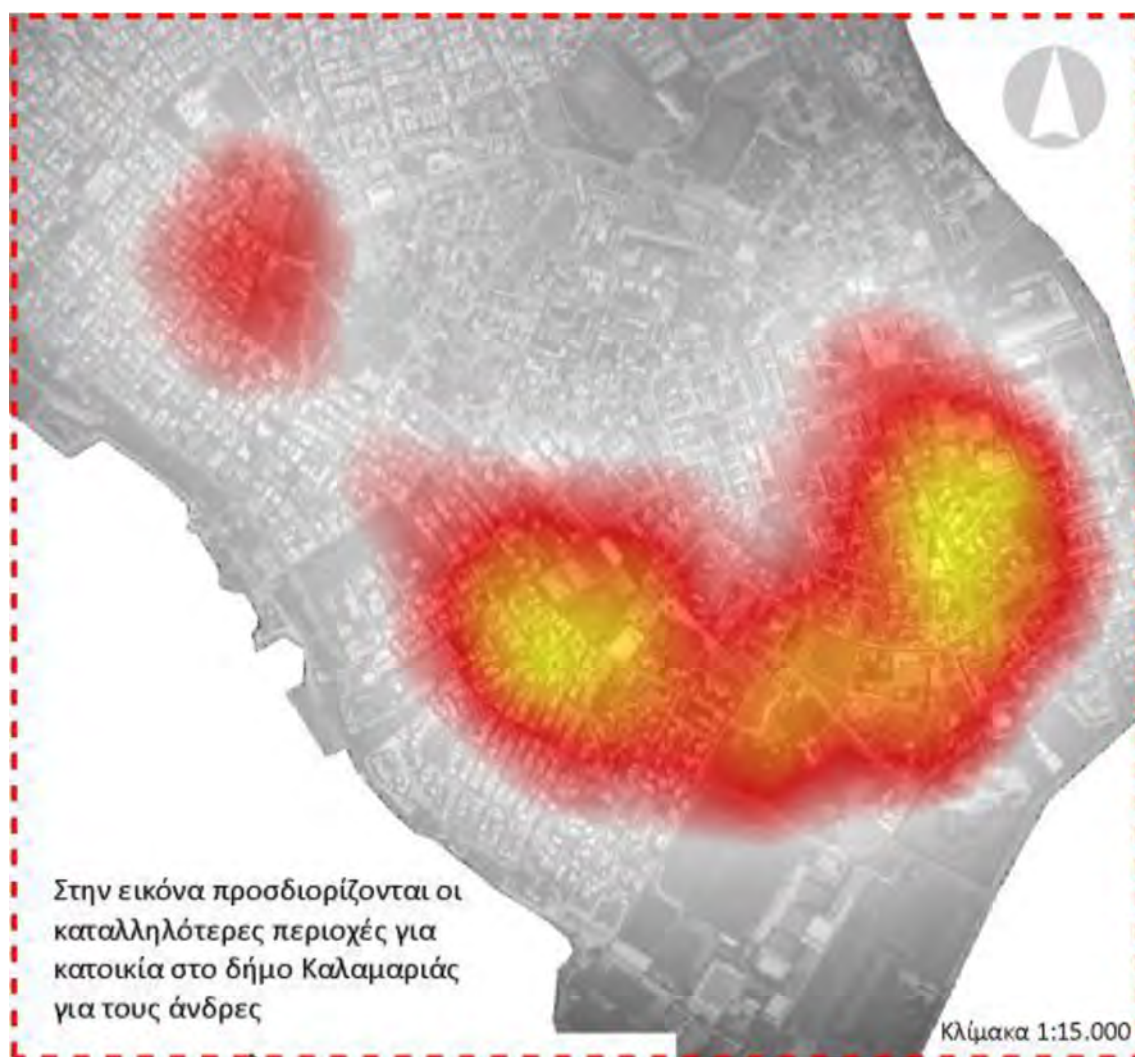 Στην εικόνα προσδιορίζονται οι
καταλληλότερες περιοχές για
κατοικία στο δήμο Καλαμαριάς
για τους άνδρες
Κλίμακα 1:15.000